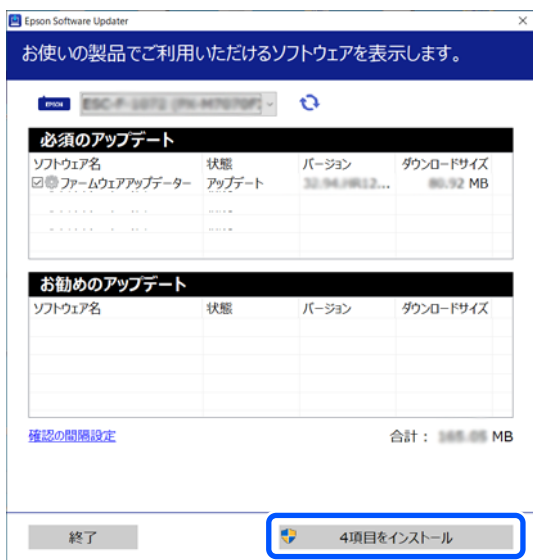 Epson Software Updater
お使いの製品でご利用いただけるソフトウェアを表示します。
EPSON
必須のアップデート
ソフトウェア名 状態 バージョン ダウンロードサイズ
ファームウェアアップデーター アップデート MB
お勧めのアップデート
ソフトウェア名 状態 バージョン ダウンロードサイズ
確認の間隔設定 合計： MB
終了 4項目をインストール